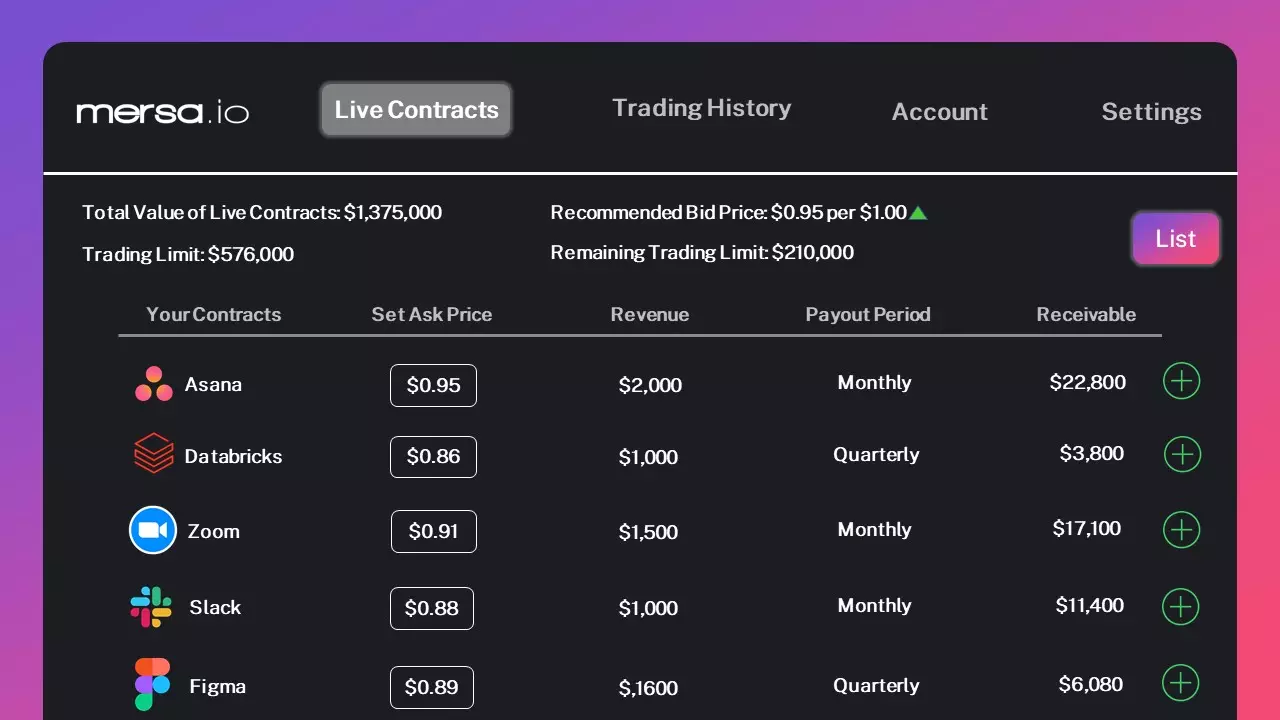 mersa.io Live Contracts Trading History Account Settings
Total Value of Live Contracts: $1,375,000 Recommended Bid Price: $0.95 per $1.00
Trading Limit: $576,000 Remaining Trading Limit: $210,000 List
Your Contracts Set Ask Price Revenue Payout Period Receivable
Asana $0.95 $2,000 Monthly $22,800
Databricks $0.86 $1,000 Quarterly $3,800
Zoom $0.91 $1,500 Monthly $17,100
Slack $0.88 $1,000 Monthly $11,400
Figma $0.89 $,1600 Quarterly $6,080